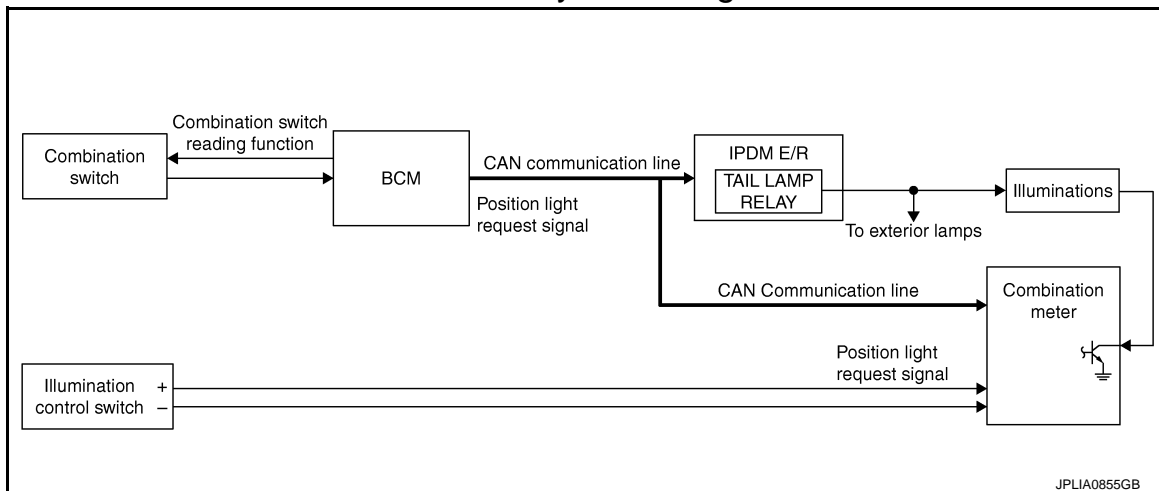 Combination switch
reading function
Combination
switch
BCM
CAN communication line
Position light
request signal
IPDM E/R
TAIL LAMP
RELAY
Illuminations
To exterior lamps
CAN Communication line
Combination
meter
Position light
request signal
Illumination
control switch
+
−
JPLIA0855GB